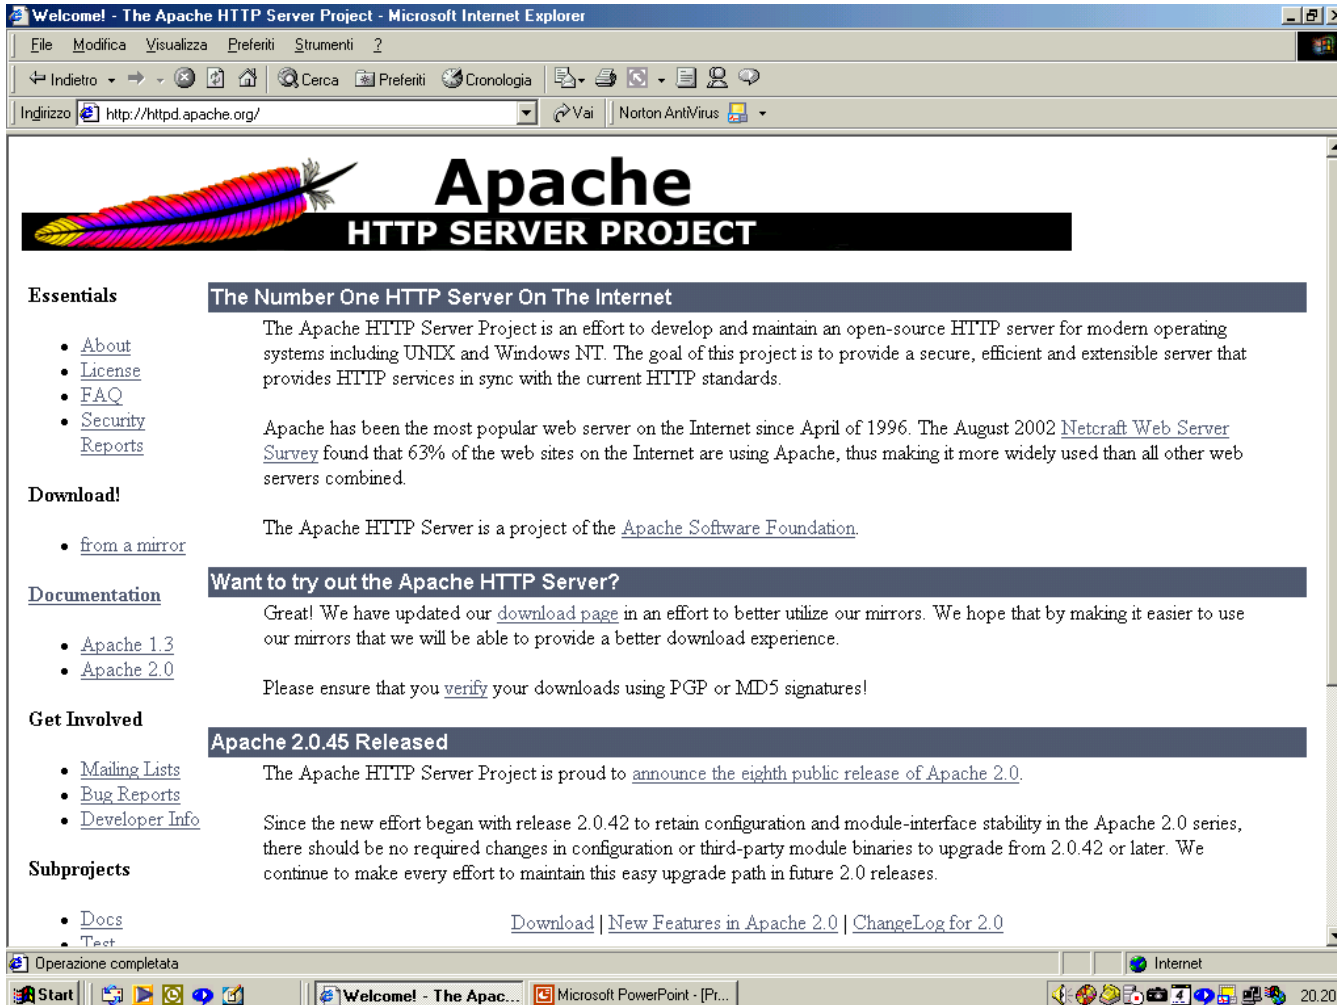 Welcome! - The Apache HTTP Server Project - Microsoft Internet Explorer
File Modifica Visualizza Preferiti Strumenti ?
Indietro Cerca Preferiti Cronologia
Indirizzo http://httpd.apache.org/ Vai Norton AntiVirus
Apache
HTTP SERVER PROJECT
Essentials
About
License
FAQ
Security
Reports
Download!
from a mirror
Documentation
Apache 1.3
Apache 2.0
Get Involved
Mailing Lists
Bug Reports
Developer Info
Subprojects
Docs
Test
The Number One HTTP Server On The Internet
The Apache HTTP Server Project is an effort to develop and maintain an open-source HTTP server for modern operating
systems including UNIX and Windows NT. The goal of this project is to provide a secure, efficient and extensible server that
provides HTTP services in sync with the current HTTP standards.
Apache has been the most popular web server on the Internet since April of 1996. The August 2002 Netcraft Web Server
Survey found that 63% of the web sites on the Internet are using Apache, thus making it more widely used than all other web
servers combined.
The Apache HTTP Server is a project of the Apache Software Foundation.
Want to try out the Apache HTTP Server?
Great! We have updated our download page in an effort to better utilize our mirrors. We hope that by making it easier to use
our mirrors that we will be able to provide a better download experience.
Please ensure that you verify your downloads using PGP or MD5 signatures!
Apache 2.0.45 Released
The Apache HTTP Server Project is proud to announce the eighth public release of Apache 2.0.
Since the new effort began with release 2.0.42 to retain configuration and module-interface stability in the Apache 2.0 series,
there should be no required changes in configuration or third-party module binaries to upgrade from 2.0.42 or later. We
continue to make every effort to maintain this easy upgrade path in future 2.0 releases.
Download | New Features in Apache 2.0 | ChangeLog for 2.0
Operazione completata Internet
Start Welcome! - The Apac... Microsoft PowerPoint - [Pr... 4 20.20